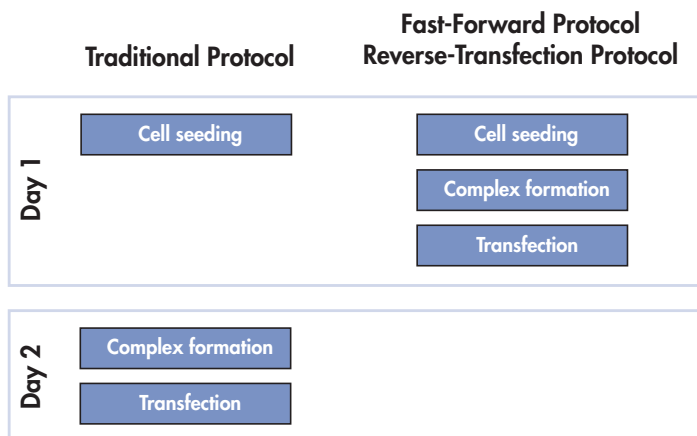 Traditional Protocol
Fast-Forward Protocol
Reverse-Transfection Protocol
Day 1
Cell seeding
Cell seeding
Complex formation
Transfection
Day 2
Complex formation
Transfection